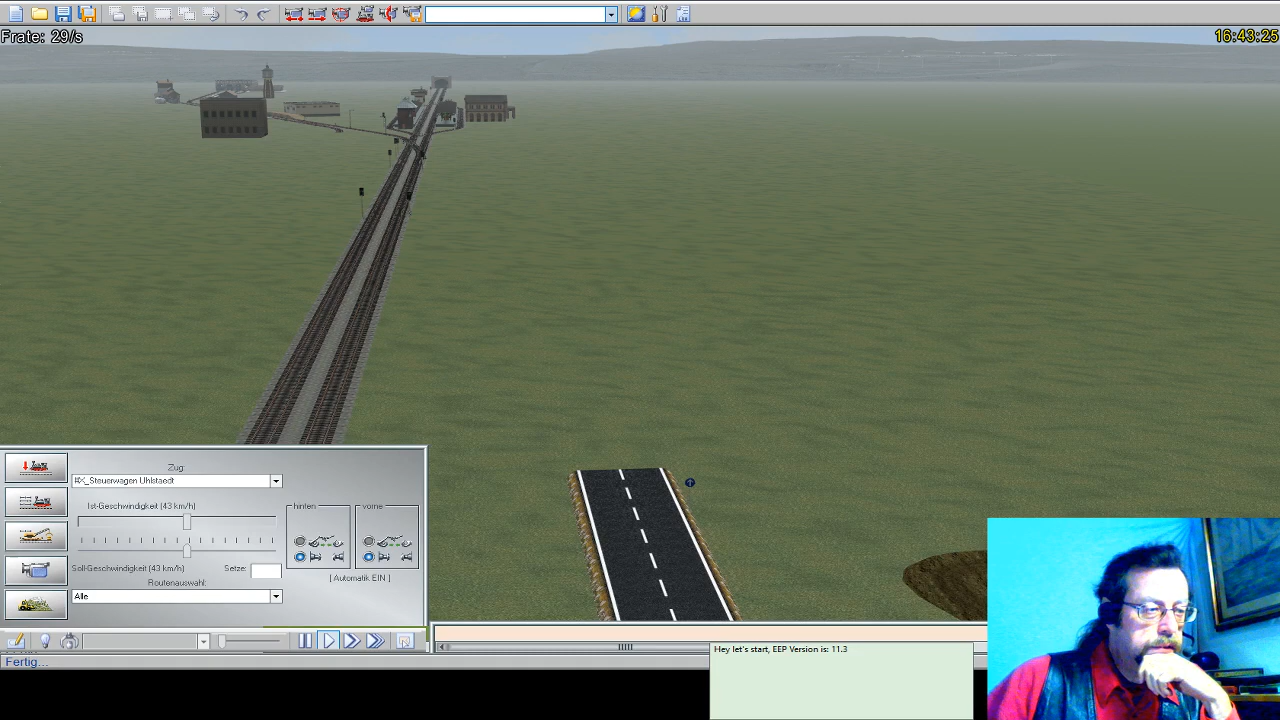 Frate: 29/s
16:43:25
Zug:
#X_Steuerwagen Uhlstaedt
Ist-Geschwindigkeit (43 km/h)
Soll-Geschwindigkeit (43 km/h)
Setze:
Routenauswahl:
Alle
hinten
vorne
[ Automatik EIN ]
Fertig...
Hey let's start, EEP Version is: 11.3